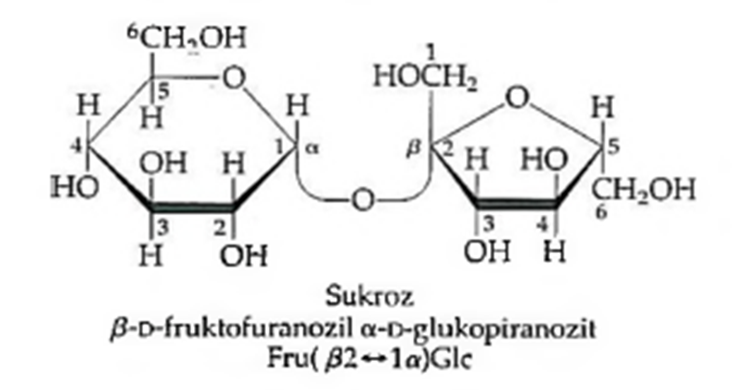 ⁶CH₂OH
O
5
H
H
H
4
OH
H
1
α
HO
3
2
H
OH
O
1
HOCH₂
O
H
β
2
H
HO
5
CH₂OH
6
3
4
OH
H
Sukroz
β-D-fruktofuranozil α-D-glukopiranozit
Fru( β2↔1α)Glc